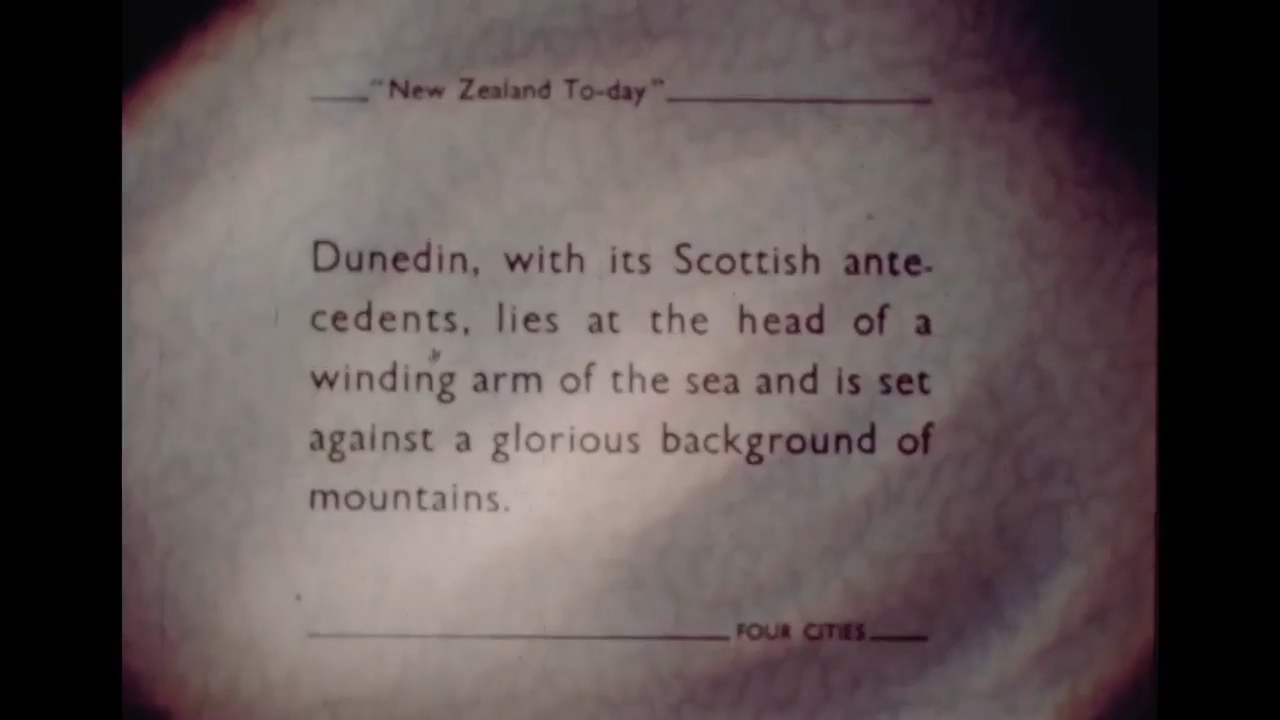 "New Zealand To-day"
Dunedin, with its Scottish ante-
cedents, lies at the head of a
winding arm of the sea and is set
against a glorious background of
mountains.
FOUR CITIES